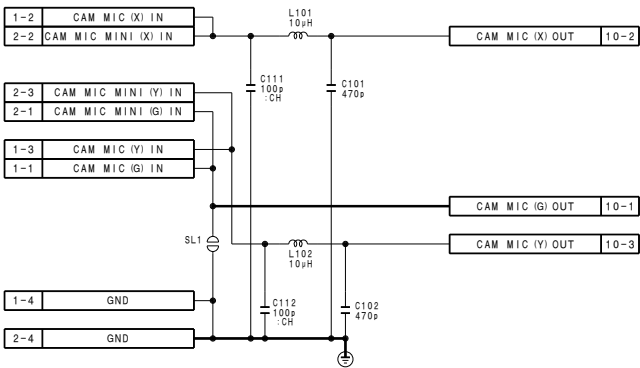 1-2 CAM MIC (X) IN
2-2 CAM MIC MINI (X) IN
L101
10μH
CAM MIC (X) OUT 10-2
2-3 CAM MIC MINI (Y) IN
2-1 CAM MIC MINI (G) IN
C111
100p
:CH
C101
470p
1-3 CAM MIC (Y) IN
1-1 CAM MIC (G) IN
CAM MIC (G) OUT 10-1
SL1
L102
10μH
CAM MIC (Y) OUT 10-3
1-4 GND
C112
100p
:CH
C102
470p
2-4 GND